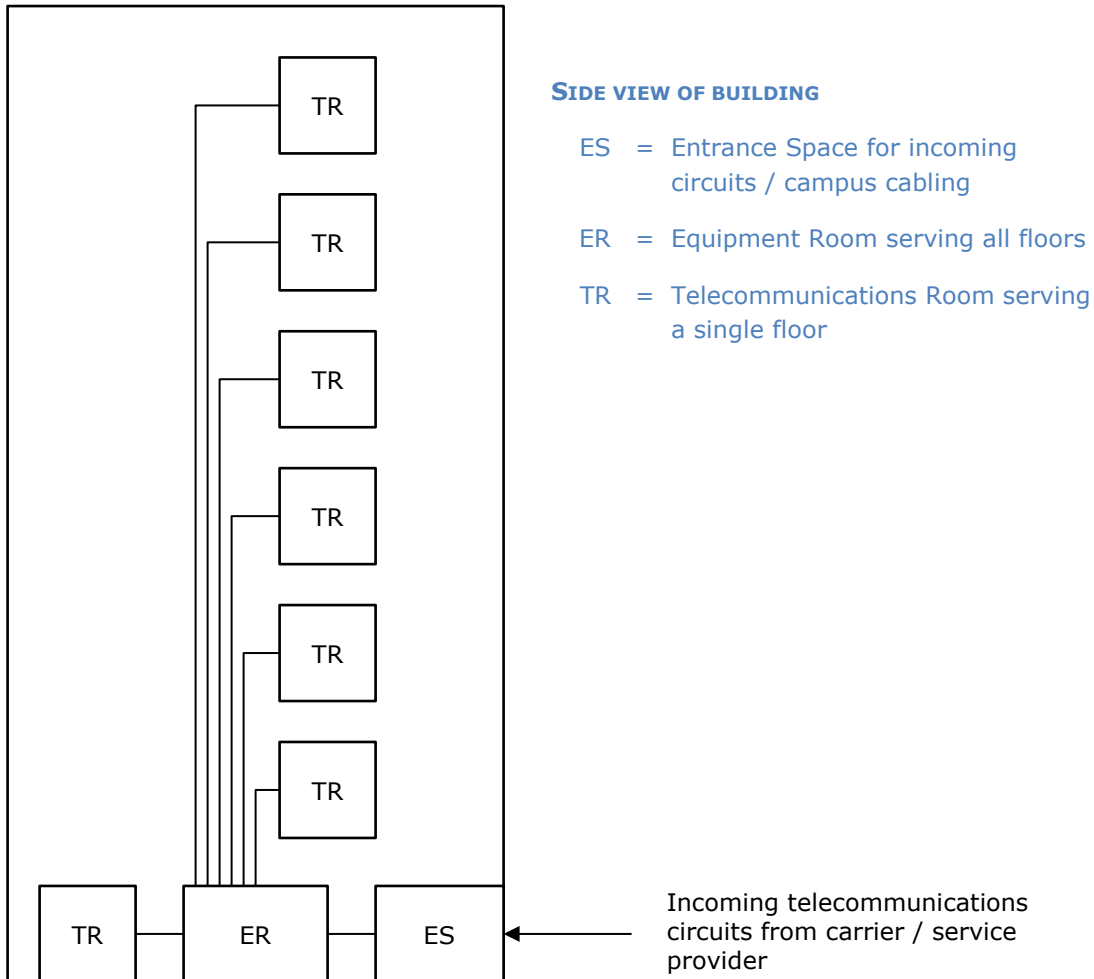 TR
SIDE VIEW OF BUILDING
ES = Entrance Space for incoming
circuits / campus cabling
TR
ER = Equipment Room serving all floors
TR = Telecommunications Room serving
a single floor
TR
TR
TR
TR
TR ER ES
Incoming telecommunications
circuits from carrier / service
provider